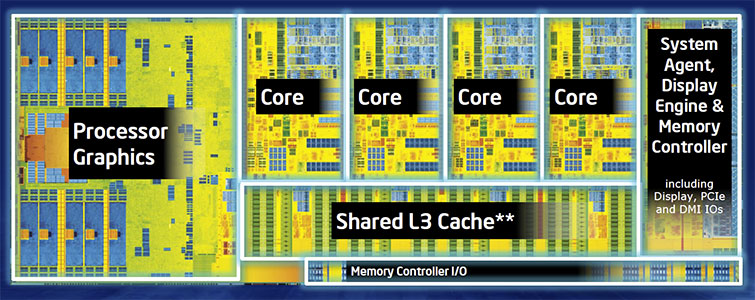 Processor
Graphics
Core
Core
Core
Core
System
Agent,
Display
Engine &
Memory
Controller
including
Display, PCIe
and DMI IOs
Shared L3 Cache**
Memory Controller I/O